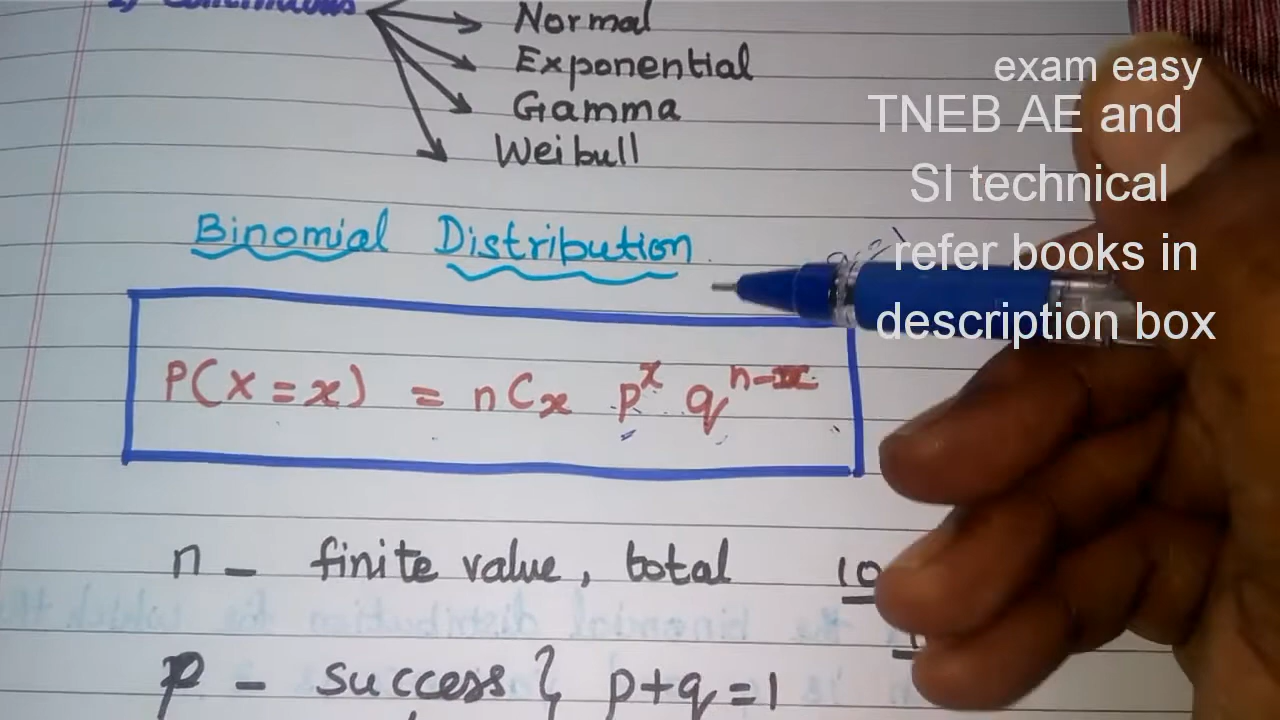 Normal
Exponential
Gamma
Weibull
Binomial Distribution
P(X=x) = nCx p^x q^n-x
n - finite value, total 10
p - success } p+q=1
exam easy
TNEB AE and
SI technical
refer books in
description box